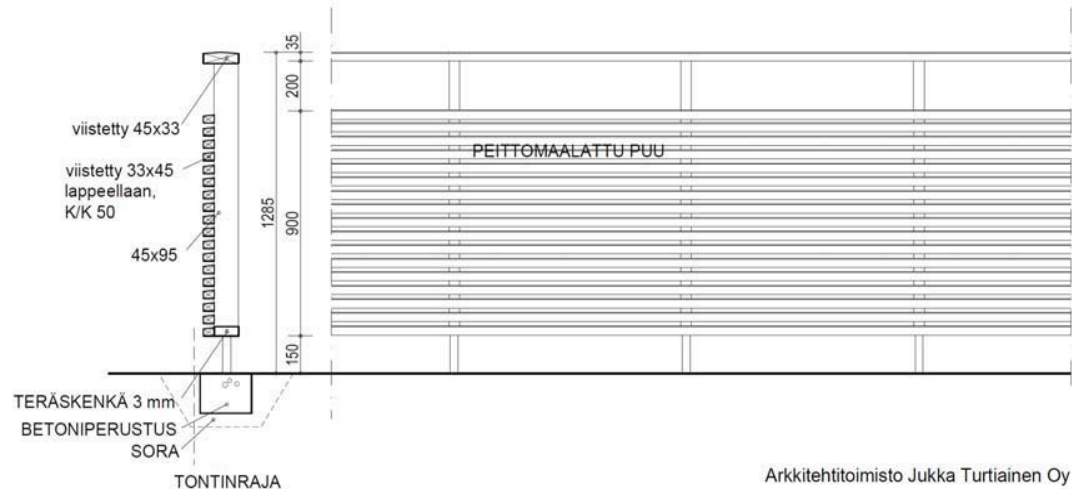 35
200
viistetty 45x33
PEITTOMAALATTU PUU
viistetty 33x45
lappeellaan,
K/K 50
1285
900
45x95
150
TERÄSKENKÄ 3 mm
BETONIPERUSTUS
SORA
TONTINRAJA
Arkkitehtitoimisto Jukka Turtiainen Oy